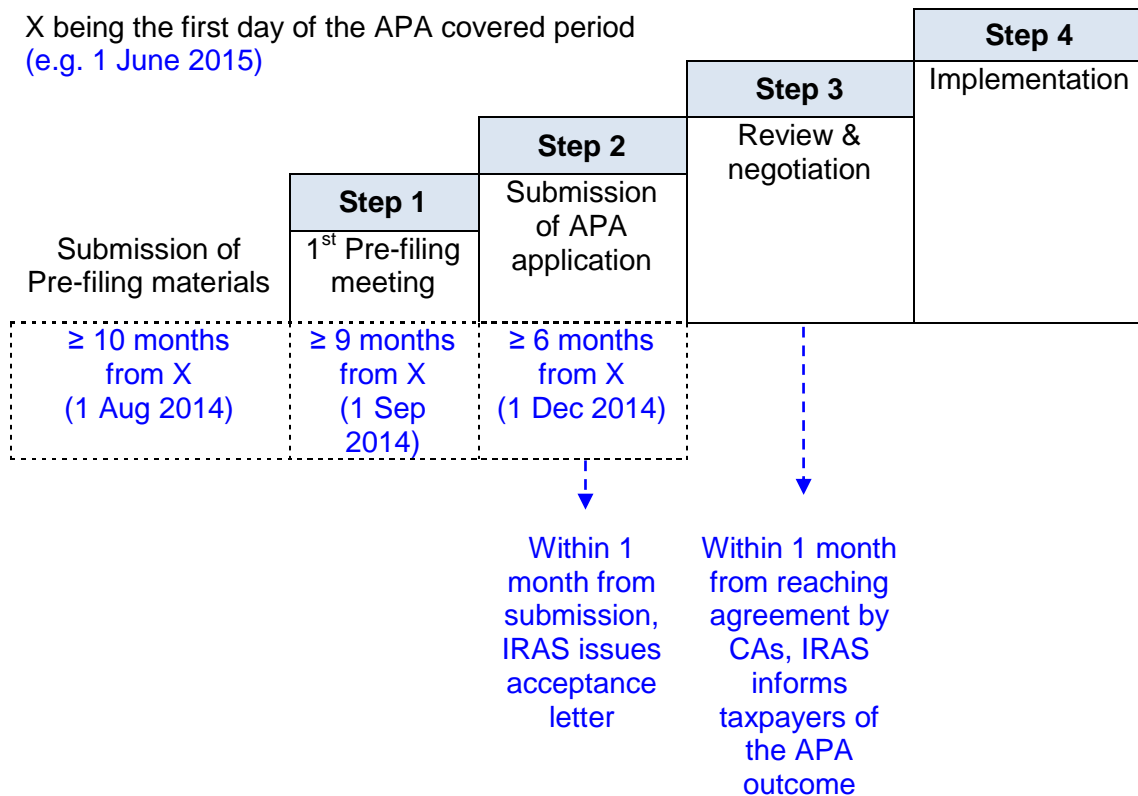 X being the first day of the APA covered period
(e.g. 1 June 2015)
Submission of
Pre-filing materials
≥ 10 months
from X
(1 Aug 2014)
Step 1
1st Pre-filing
meeting
≥ 9 months
from X
(1 Sep
2014)
Step 2
Submission
of APA
application
≥ 6 months
from X
(1 Dec 2014)
Within 1
month from
submission,
IRAS issues
acceptance
letter
Step 3
Review &
negotiation
Within 1 month
from reaching
agreement by
CAs, IRAS
informs
taxpayers of
the APA
outcome
Step 4
Implementation